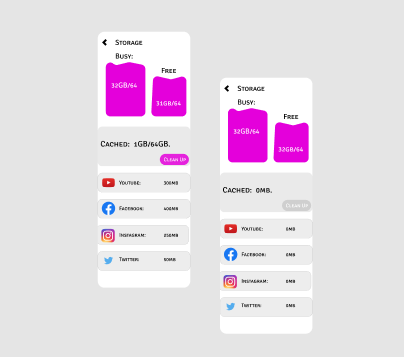 Storage
Busy:
Free
32GB/64
31GB/64
Cached: 1GB/64GB.
Clean Up
Youtube: 300MB
Facebook: 402MB
Instagram: 250MB
Twitter: 50MB
Storage
Busy:
Free
32GB/64
32GB/64
Cached: 0MB.
Clean Up
Youtube: 0MB
Facebook: 0MB
Instagram: 0MB
Twitter: 0MB